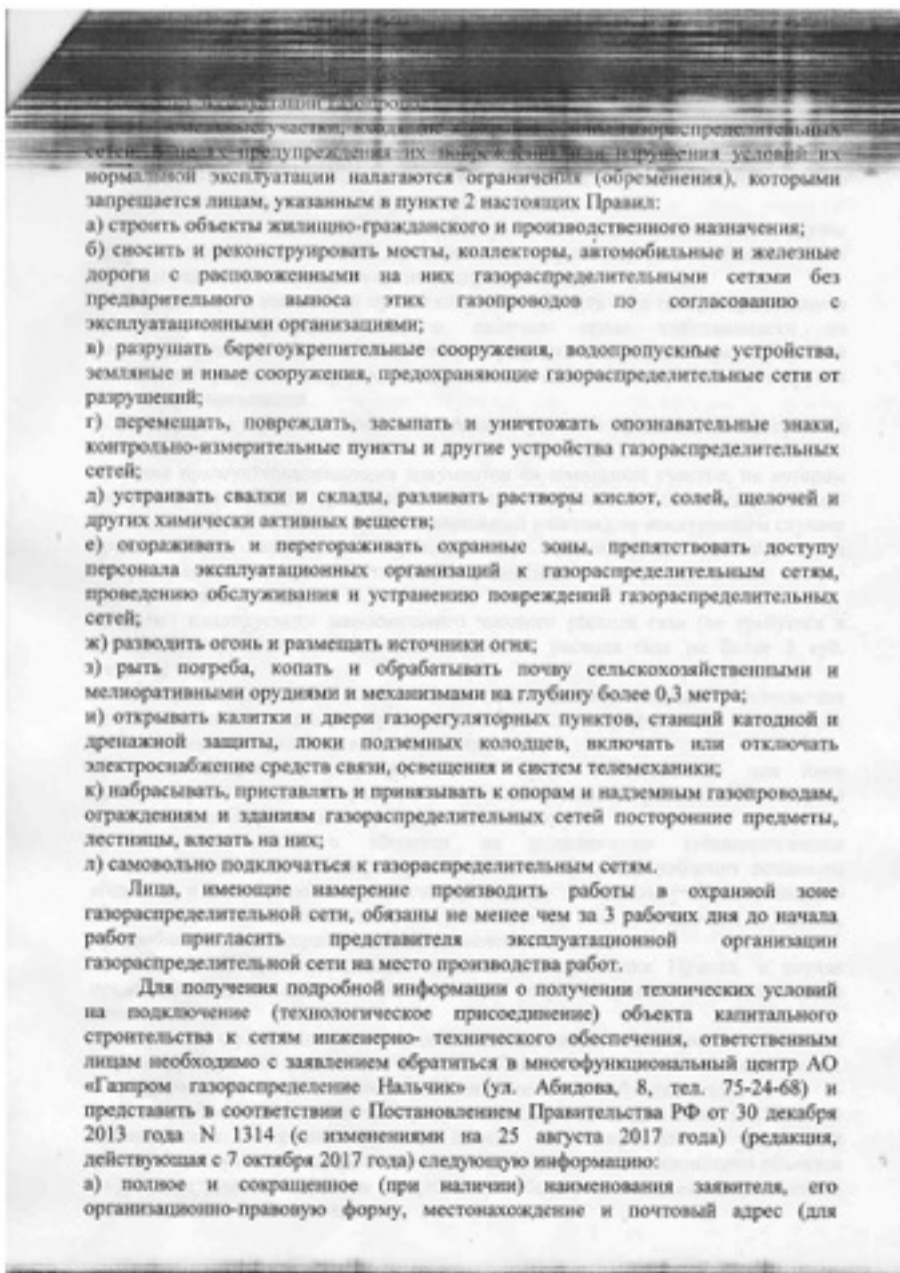 эксплуатации
участки, газораспределительных
сетей, предупреждения их повреждения или нарушения условий их
нормальной эксплуатации налагаются ограничения (обременения), которыми
запрещается лицам, указанным в пункте 2 настоящих Правил:
а) строить объекты жилищно-гражданского и производственного назначения;
б) сносить и реконструировать мосты, коллекторы, автомобильные и железные
дороги с расположенными на них газораспределительными сетями без
предварительного выноса этих газопроводов по согласованию с
эксплуатационными организациями;
в) разрушать берегоукрепительные сооружения, водопропускные устройства,
земляные и иные сооружения, предохраняющие газораспределительные сети от
разрушений;
г) перемещать, повреждать, засыпать и уничтожать опознавательные знаки,
контрольно-измерительные пункты и другие устройства газораспределительных
сетей;
д) устраивать свалки и склады, разливать растворы кислот, солей, щелочей и
других химически активных веществ;
е) огораживать и перегораживать охранные зоны, препятствовать доступу
персонала эксплуатационных организаций к газораспределительным сетям,
проведению обслуживания и устранению повреждений газораспределительных
сетей;
ж) разводить огонь и размещать источники огня;
з) рыть погреба, копать и обрабатывать почву сельскохозяйственными и
мелиоративными орудиями и механизмами на глубину более 0,3 метра;
и) открывать калитки и двери газорегуляторных пунктов, станций катодной и
дренажной защиты, люки подземных колодцев, включать или отключать
электроснабжение средств связи, освещения и систем телемеханики;
к) набрасывать, приставлять и привязывать к опорам и надземным газопроводам,
ограждениям и зданиям газораспределительных сетей посторонние предметы,
лестницы, влезать на них;
л) самовольно подключаться к газораспределительным сетям.
Лица, имеющие намерение производить работы в охранной зоне
газораспределительной сети, обязаны не менее чем за 3 рабочих дня до начала
работ пригласить представителя эксплуатационной организации
газораспределительной сети на место производства работ.
Для получения подробной информации о получении технических условий
на подключение (технологическое присоединение) объекта капитального
строительства к сетям инженерно- технического обеспечения, ответственным
лицам необходимо с заявлением обратиться в многофункциональный центр АО
«Газпром газораспределение Нальчик» (ул. Абидова, 8, тел. 75-24-68) и
представить в соответствии с Постановлением Правительства РФ от 30 декабря
2013 года N 1314 (с изменениями на 25 августа 2017 года) (редакция,
действующая с 7 октября 2017 года) следующую информацию:
а) полное и сокращенное (при наличии) наименования заявителя, его
организационно-правовую форму, местонахождение и почтовый адрес (для